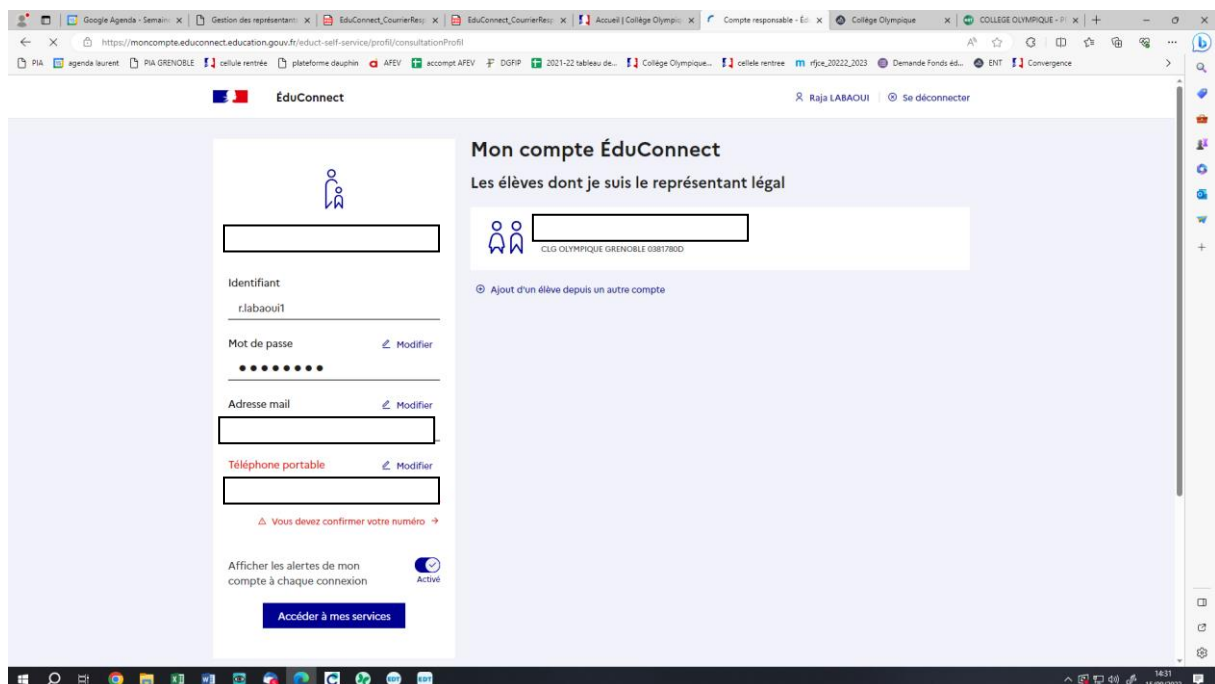 Google Agenda - Semaine
Gestion des représentants
EduConnect_CourrierResp
EduConnect_CourrierResp
Accueil | Collège Olympiq
Compte responsable - Éd
Collège Olympique
COLLEGE OLYMPIQUE - P
https://moncompte.educonnect.education.gouv.fr/educt-self-service/profil/consultationProfil
PIA
agenda laurent
PIA GRENOBLE
cellule rentrée
plateforme dauphin
AFEV
accompt AFEV
DGFIP
2021-22 tableau de...
Collège Olympique...
cellele rentree
rfjce_20222_2023
Demande Fonds éd...
ENT
Convergence
ÉduConnect
Raja LABAOUI
Se déconnecter
Mon compte ÉduConnect
Les élèves dont je suis le représentant légal
CLG OLYMPIQUE GRENOBLE 0381780D
Ajout d'un élève depuis un autre compte
Identifiant
r.labaoui1
Mot de passe
Modifier
Adresse mail
Modifier
Téléphone portable
Modifier
Vous devez confirmer votre numéro
Afficher les alertes de mon
compte à chaque connexion
Activé
Accéder à mes services
EDT
EDT
14:31